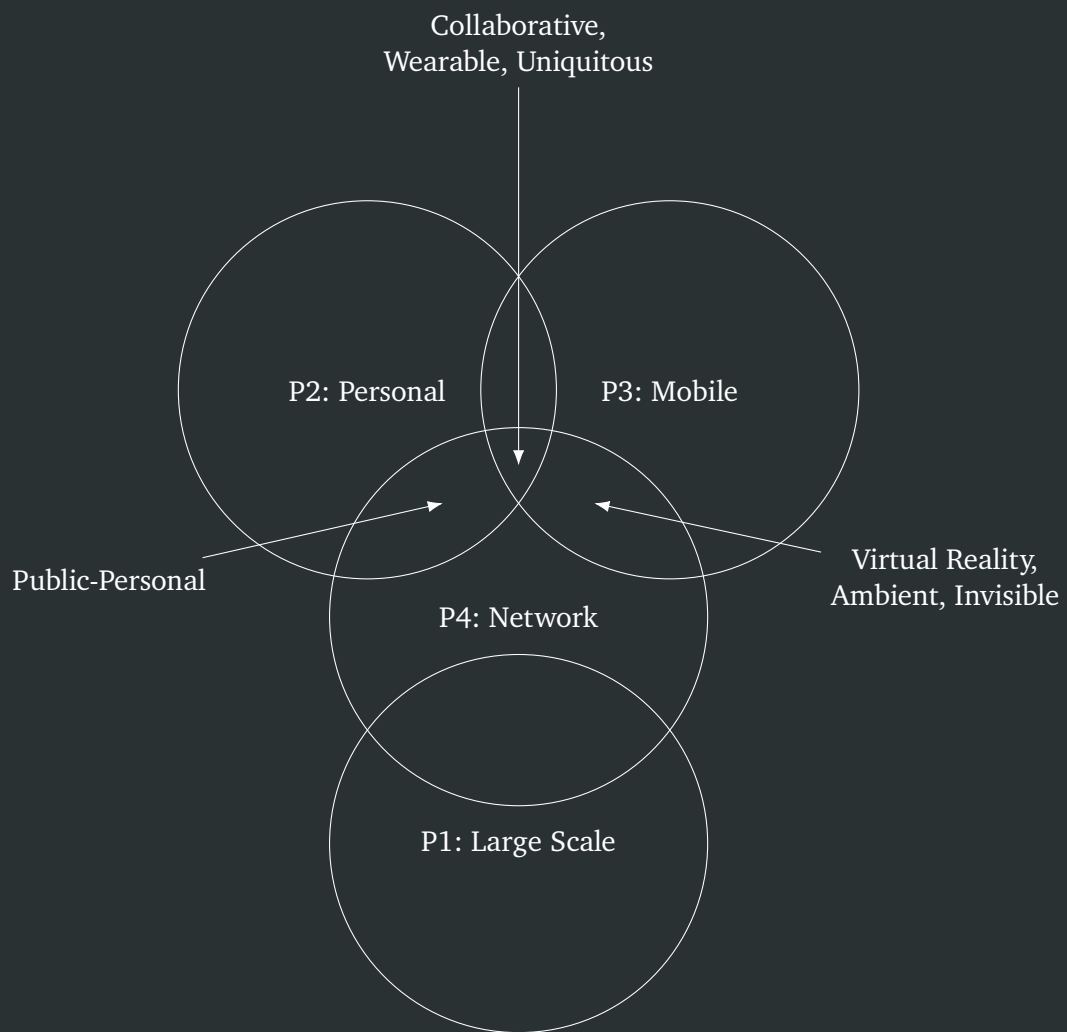 Collaborative,
Wearable, Uniquitous
P2: Personal
P3: Mobile
Public-Personal
Virtual Reality,
Ambient, Invisible
P4: Network
P1: Large Scale